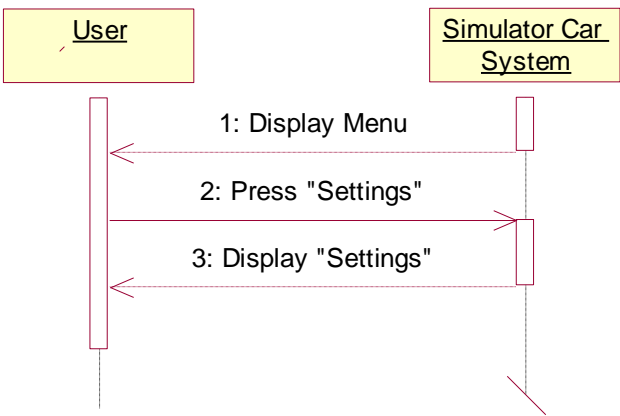 User
Simulator Car
System
1: Display Menu
2: Press "Settings"
3: Display "Settings"